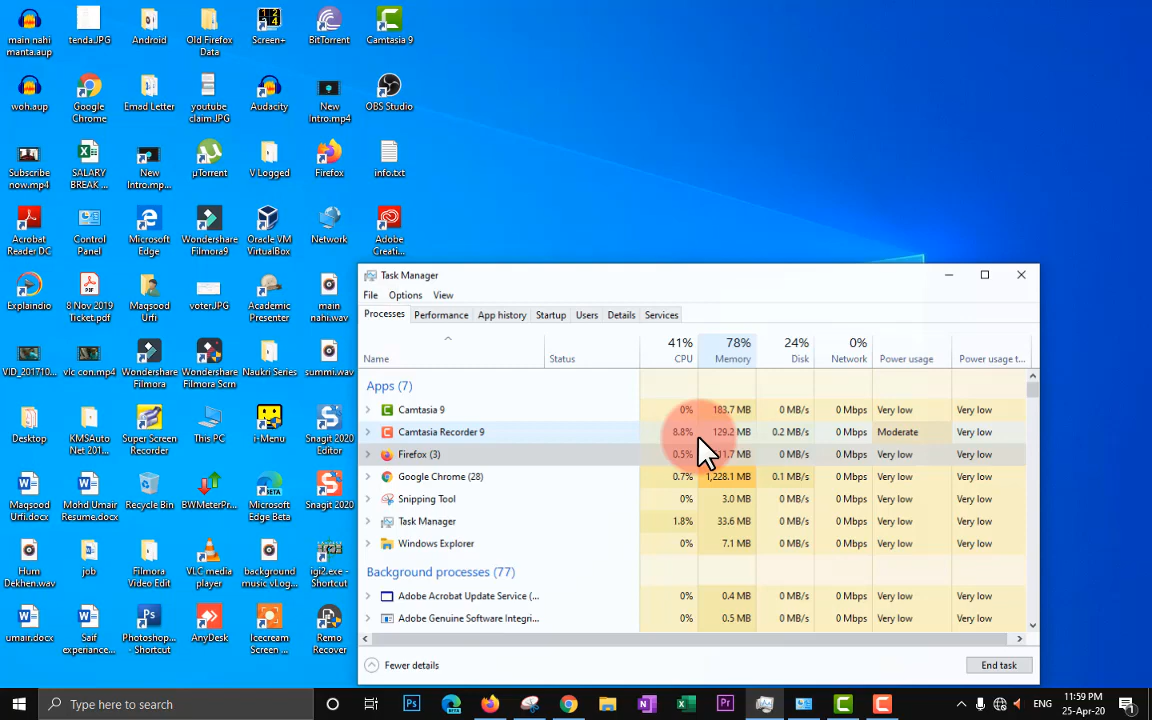 main nahi manta.aup
tenda.JPG
Android
Old Firefox Data
Screen+
BitTorrent
Camtasia 9
woh.aup
Google Chrome
Emad Letter
youtube claim.JPG
Audacity
New Intro.mp4
OBS Studio
Subscribe now.mp4
SALARY BREAK ...
New Intro.mp...
µTorrent
V Logged
Firefox
info.txt
Acrobat Reader DC
Control Panel
Microsoft Edge
Wondershare Filmora9
Oracle VM VirtualBox
Network
Adobe Creati...
Explaindio
8 Nov 2019 Ticket.pdf
Maqsood Urfi
voterJPG
Academic Presenter
main nahi.wav
VID_201710...
vlc con.mp4
Wondershare Filmora
Wondershare Filmora Scrn
Naukri Series
summi.wav
Desktop
KMSAuto Net 201...
Super Screen Recorder
This PC
i-Menu
Snagit 2020 Editor
Maqsood Urfi.docx
Mohd Umair Resume.docx
Recycle Bin
BWMeterPr...
Microsoft Edge Beta
Snagit 2020
Hum Dekhen.wav
job
Filmora Video Edit
VLC media player
background music vLog...
igi2.exe - Shortcut
umair.docx
Saif experience...
Photoshop... - Shortcut
AnyDesk
Icecream Screen ...
Remo Recover
Task Manager
File Options View
Processes Performance App history Startup Users Details Services
41% 78% 24% 0%
Name Status CPU Memory Disk Network Power usage Power usage t...
Apps (7)
Camtasia 9 0% 183.7 MB 0 MB/s 0 Mbps Very low Very low
Camtasia Recorder 9 8.8% 129.2 MB 0.2 MB/s 0 Mbps Moderate Very low
Firefox (3) 0.5% 0 MB/s 0 Mbps Very low Very low
Google Chrome (28) 0.7% 1,228.1 MB 0.1 MB/s 0 Mbps Very low Very low
Snipping Tool 0% 3.0 MB 0 MB/s 0 Mbps Very low Very low
Task Manager 1.8% 33.6 MB 0 MB/s 0 Mbps Very low Very low
Windows Explorer 0% 7.1 MB 0 MB/s 0 Mbps Very low Very low
Background processes (77)
Adobe Acrobat Update Service (... 0% 0.4 MB 0 MB/s 0 Mbps Very low Very low
Adobe Genuine Software Integri... 0% 0.5 MB 0 MB/s 0 Mbps Very low Very low
Fewer details End task
Type here to search
ENG
11:59 PM
25-Apr-20
1